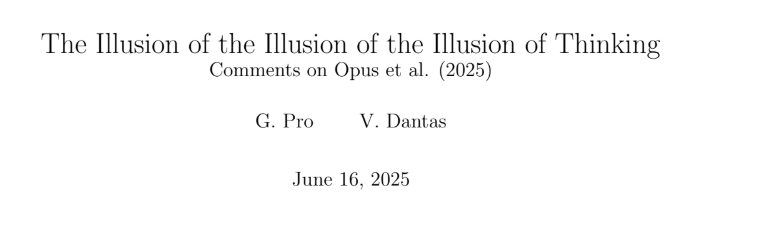 The Illusion of the Illusion of the Illusion of Thinking
Comments on Opus et al. (2025)
G. Pro V. Dantas
June 16, 2025